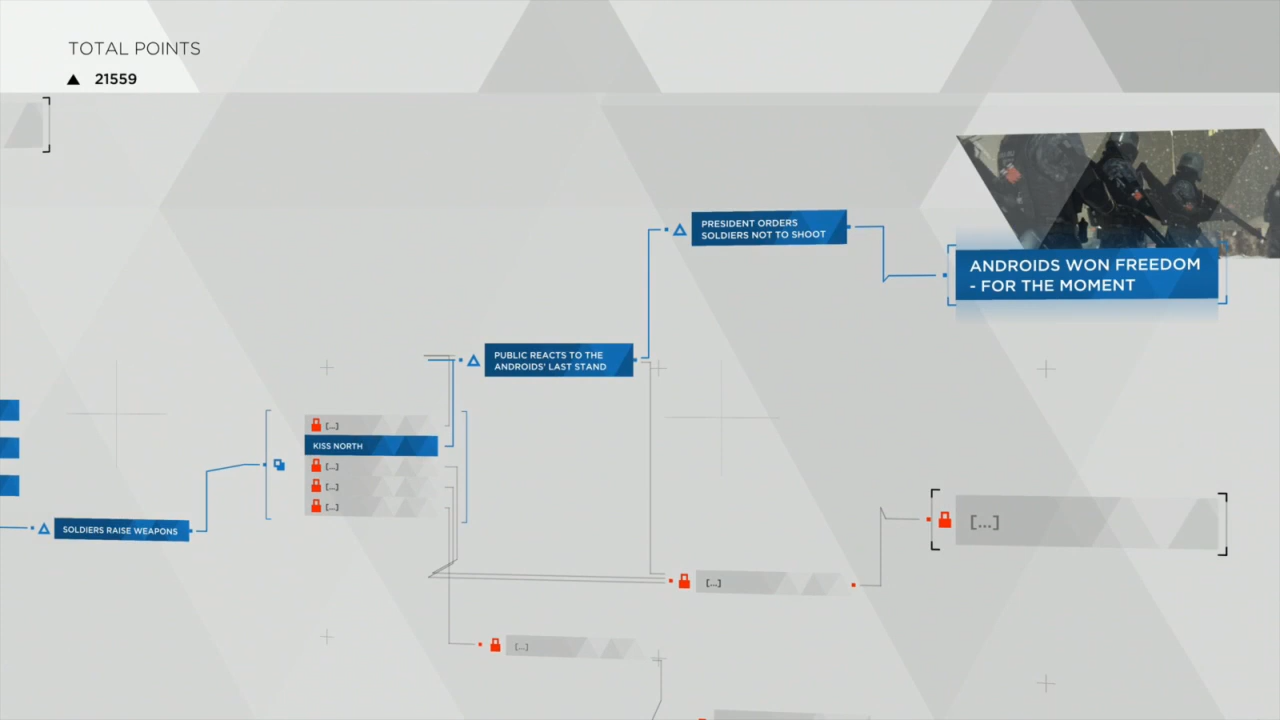 TOTAL POINTS
21559
PRESIDENT ORDERS
SOLDIERS NOT TO SHOOT
ANDROIDS WON FREEDOM
- FOR THE MOMENT
PUBLIC REACTS TO THE
ANDROIDS' LAST STAND
[...]
KISS NORTH
[...]
[...]
[...]
SOLDIERS RAISE WEAPONS
[...]
[...]
[...]